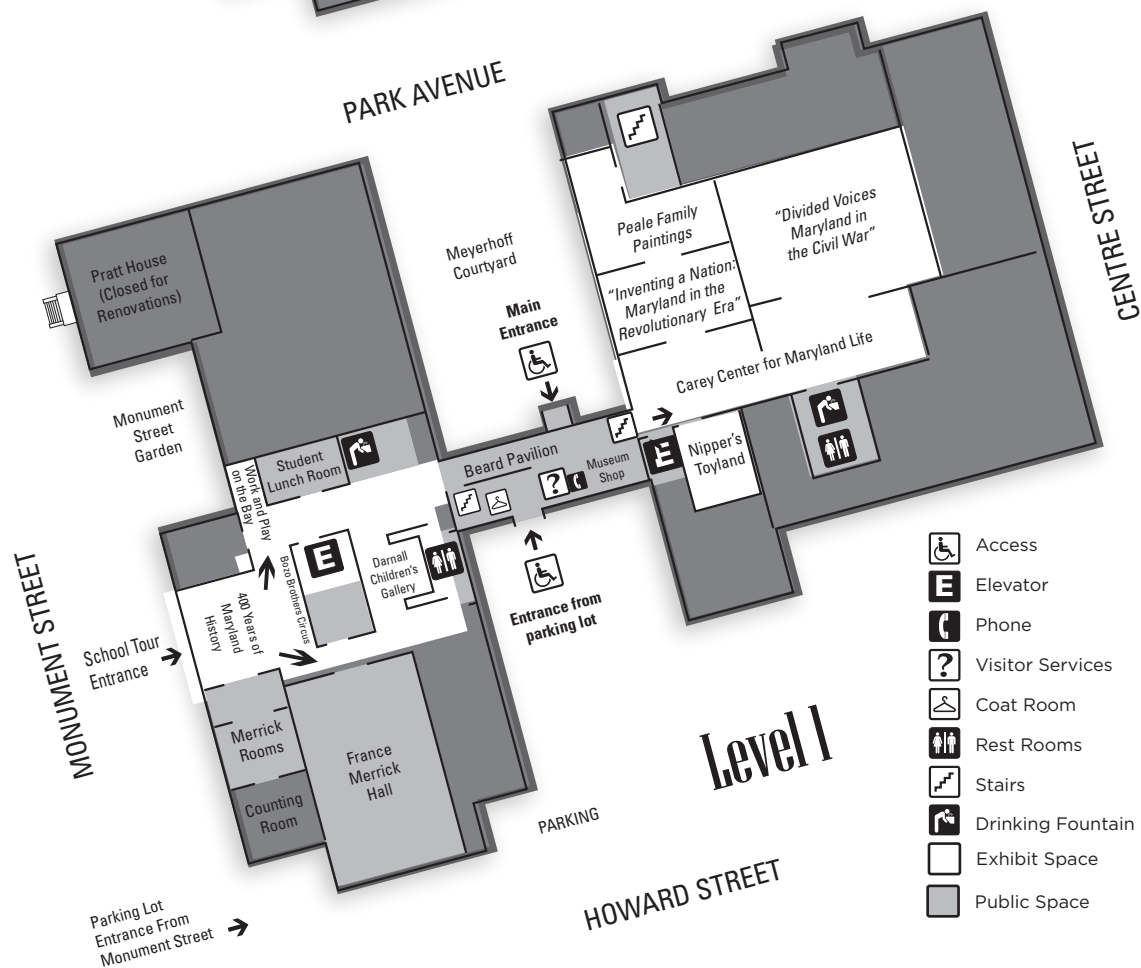 PARK AVENUE
CENTRE STREET
Pratt House
(Closed for
Renovations)
Meyerhoff
Courtyard
Peale Family
Paintings
“Divided Voices
Maryland in
the Civil War”
“Inventing a Nation:
Maryland in the
Revolutionary Era”
Main
Entrance
Carey Center for Maryland Life
Monument
Street
Garden
Student
Lunch Room
Work and Play
on the Bay
Beard Pavilion
?
Museum
Shop
E
Nipper's
Toyland
MONUMENT STREET
School Tour
Entrance
400 Years of
Maryland
History
Bozo Brothers Circus
E
Darnall
Children's
Gallery
Entrance from
parking lot
Merrick
Rooms
Counting
Room
France
Merrick
Hall
Level 1
PARKING
HOWARD STREET
Parking Lot
Entrance From
Monument Street
Access
E Elevator
Phone
? Visitor Services
Coat Room
Rest Rooms
Stairs
Drinking Fountain
Exhibit Space
Public Space